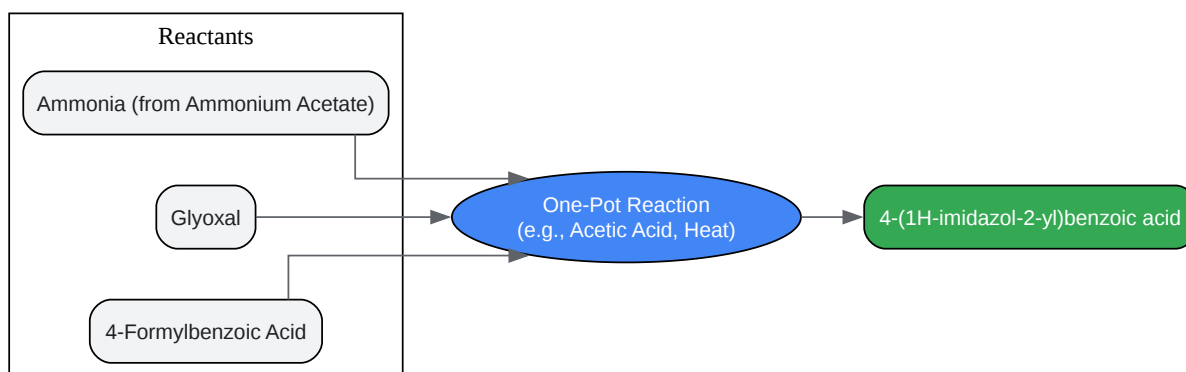 Reactants
Ammonia (from Ammonium Acetate)
Glyoxal
4-Formylbenzoic Acid
One-Pot Reaction
(e.g., Acetic Acid, Heat)
4-(1H-imidazol-2-yl)benzoic acid